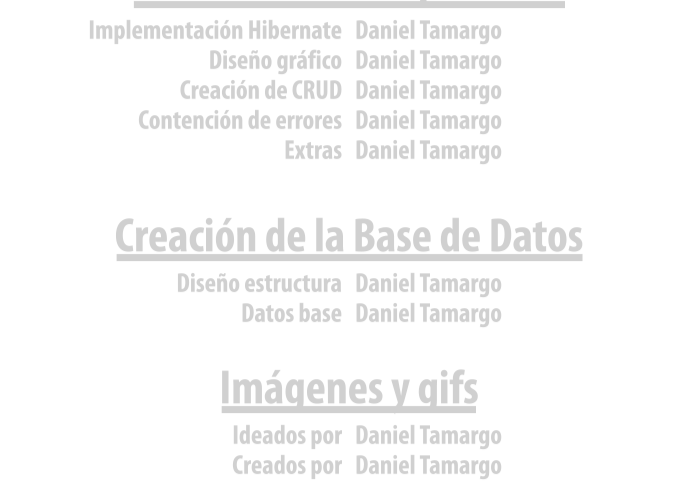 Implementación Hibernate Daniel Tamargo
Diseño gráfico Daniel Tamargo
Creación de CRUD Daniel Tamargo
Contención de errores Daniel Tamargo
Extras Daniel Tamargo
Creación de la Base de Datos
Diseño estructura Daniel Tamargo
Datos base Daniel Tamargo
Imágenes y gifs
Ideados por Daniel Tamargo
Creados por Daniel Tamargo